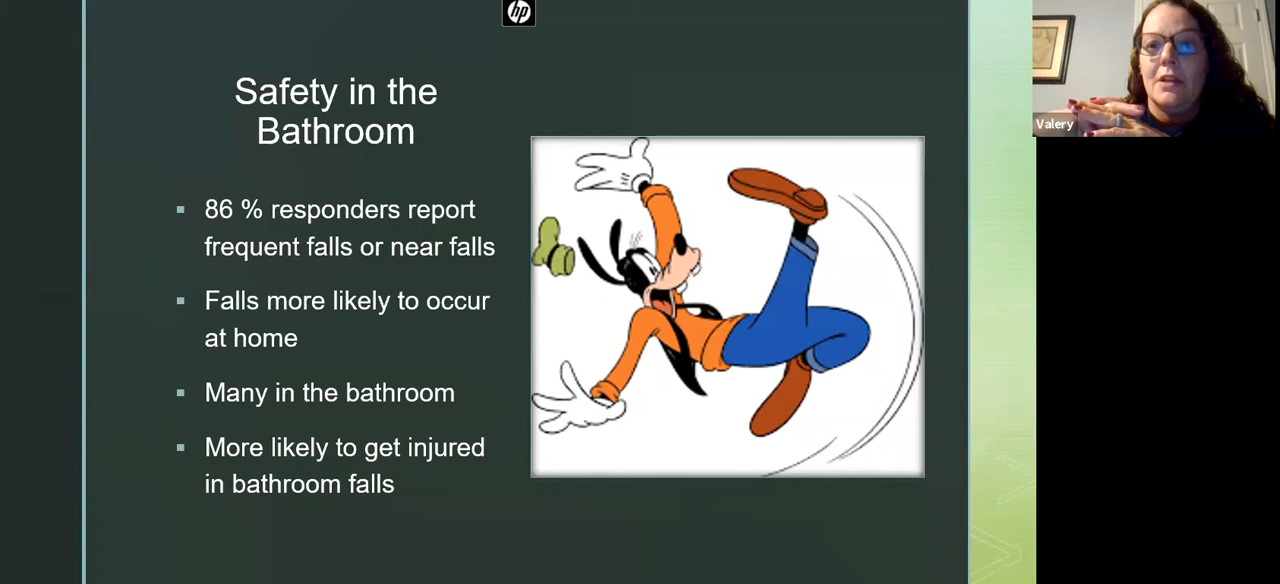 hp
Safety in the
Bathroom
▪ 86 % responders report
frequent falls or near falls
▪ Falls more likely to occur
at home
▪ Many in the bathroom
▪ More likely to get injured
in bathroom falls
Valery